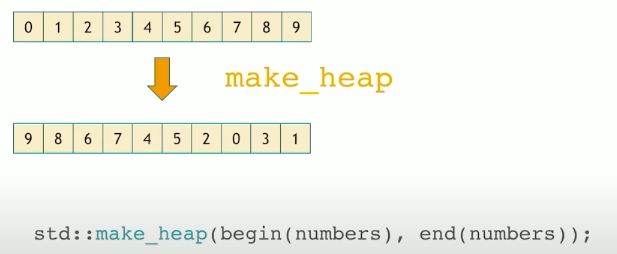 0 1 2 3 4 5 6 7 8 9
make_heap
9 8 6 7 4 5 2 0 3 1
std::make_heap(begin(numbers), end(numbers));